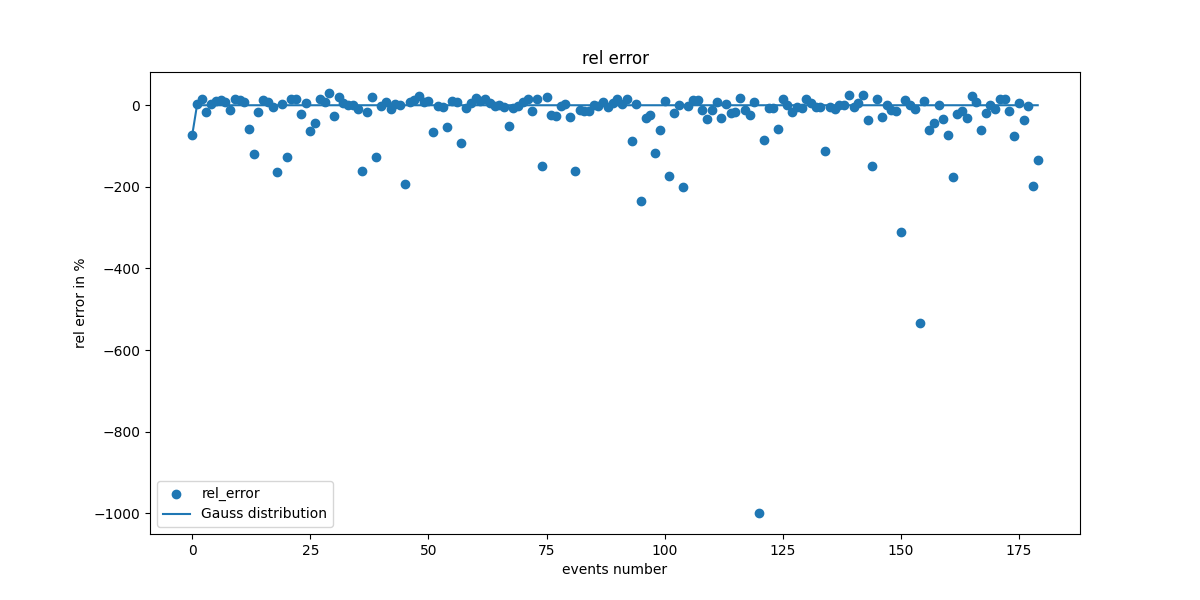 rel error
rel error in %
0
−200
−400
−600
−800
−1000
rel_error
Gauss distribution
0 25 50 75 100 125 150 175
events number